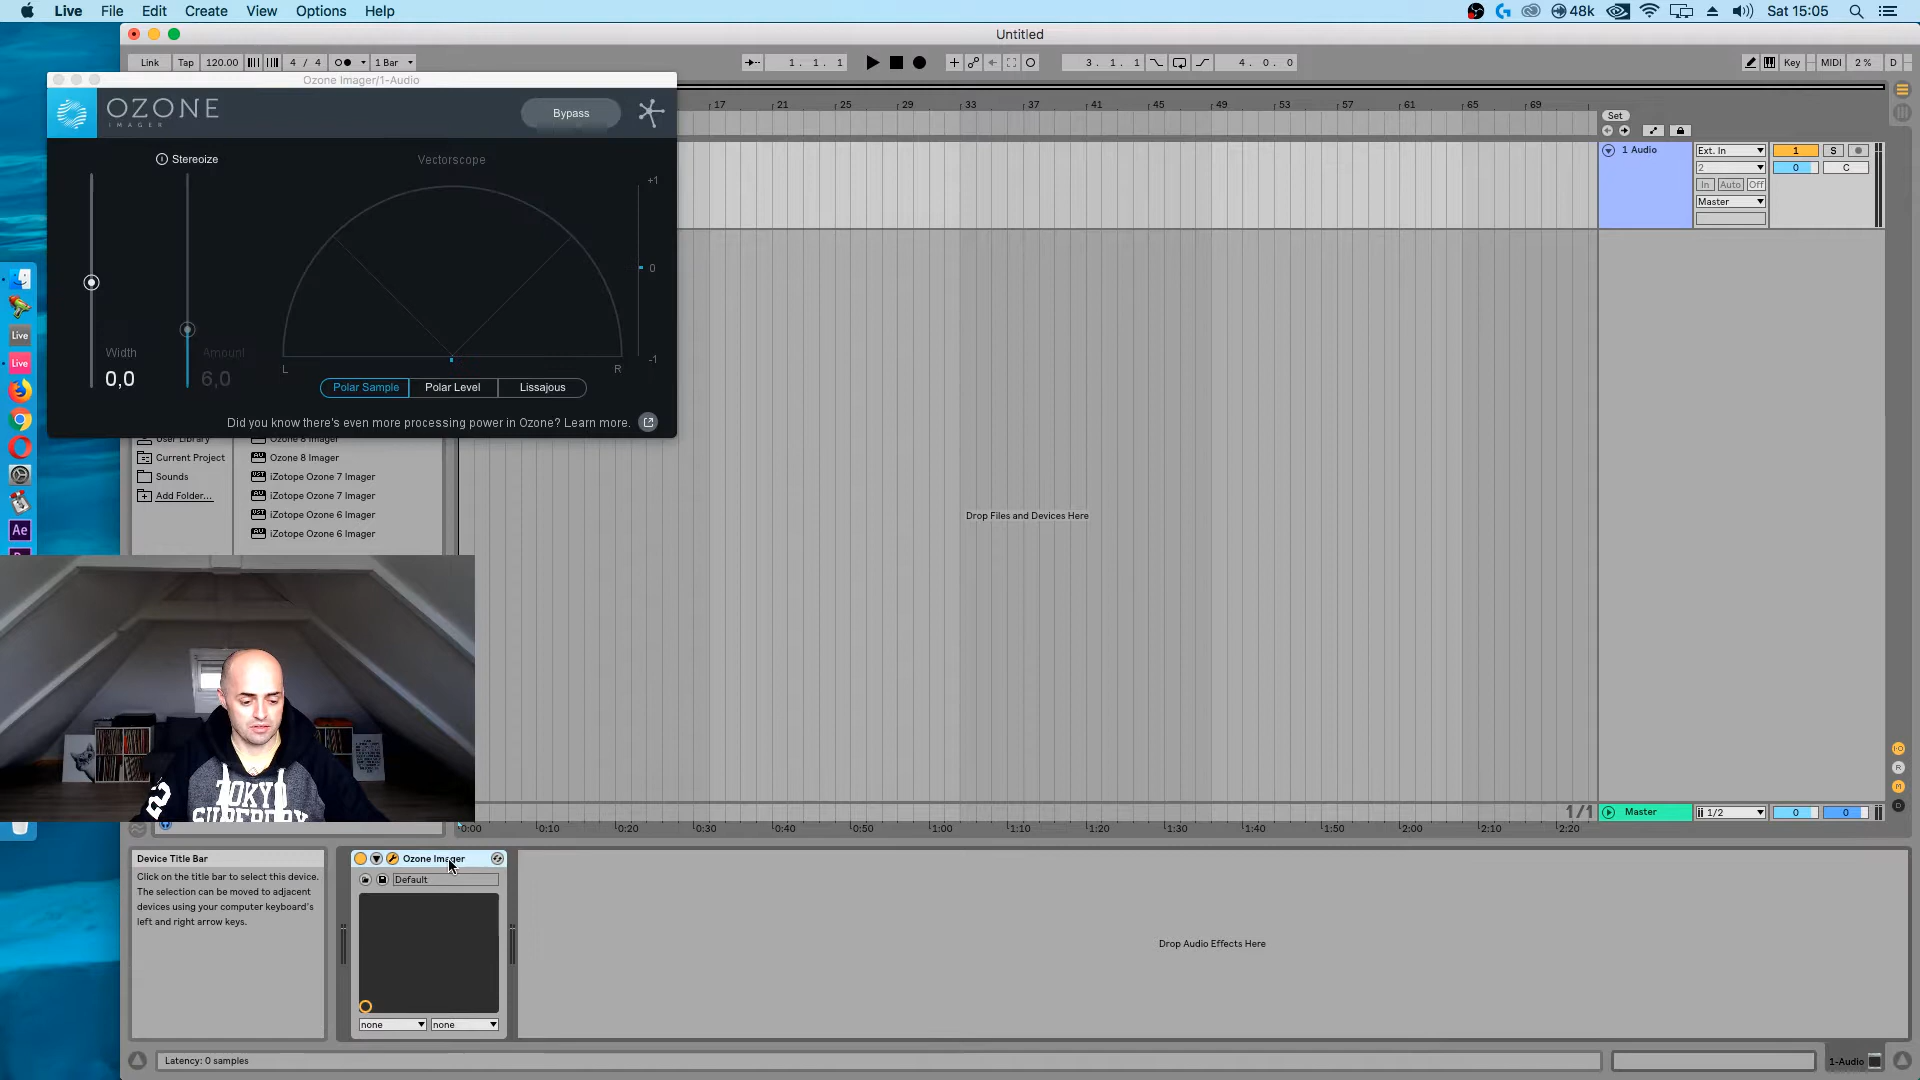 Live File Edit Create View Options Help 48k Sat 15:05
Untitled
Link Tap 120.00 4 / 4 1 Bar 1. 1. 1 3. 1. 1 4. 0. 0 Key MIDI 2 % D
Ozone Imager/1-Audio
OZONE
IMAGER
Bypass
Stereoize
Vectorscope
+1
0
-1
Width
0,0
Amount
6,0
L
R
Polar Sample Polar Level Lissajous
Did you know there's even more processing power in Ozone? Learn more.
17 21 25 29 33 37 41 45 49 53 57 61 65 69
Set
1 Audio
Ext. In
2
In Auto Off
Master
1 S
0 C
User Library
Current Project
Sounds
Add Folder...
Ozone 8 Imager
Ozone 8 Imager
iZotope Ozone 7 Imager
iZotope Ozone 7 Imager
iZotope Ozone 6 Imager
iZotope Ozone 6 Imager
Drop Files and Devices Here
Live
Live
Ae
TOKYO
SUPERDRY
1/1
Master
1/2
0 0
0:00 0:10 0:20 0:30 0:40 0:50 1:00 1:10 1:20 1:30 1:40 1:50 2:00 2:10 2:20
I·O
R
M
D
Device Title Bar
Click on the title bar to select this device.
The selection can be moved to adjacent
devices using your computer keyboard's
left and right arrow keys.
Ozone Imager
Default
none none
Drop Audio Effects Here
Latency: 0 samples
1-Audio